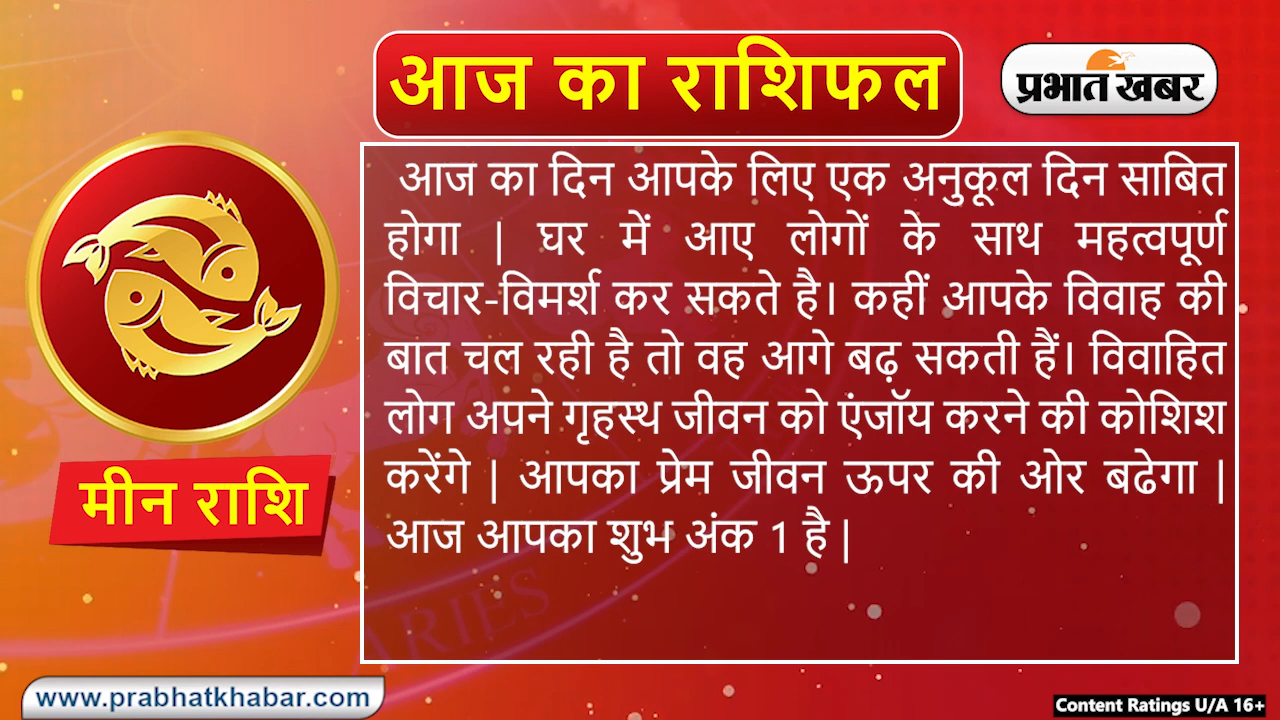 आज का राशिफल
प्रभात खबर
आज का दिन आपके लिए एक अनुकूल दिन साबित
होगा | घर में आए लोगों के साथ महत्वपूर्ण
विचार-विमर्श कर सकते है। कहीं आपके विवाह की
बात चल रही है तो वह आगे बढ़ सकती हैं। विवाहित
लोग अपने गृहस्थ जीवन को एंजॉय करने की कोशिश
करेंगे | आपका प्रेम जीवन ऊपर की ओर बढेगा |
आज आपका शुभ अंक 1 है |
मीन राशि
ARIES
www.prabhatkhabar.com
Content Ratings U/A 16+